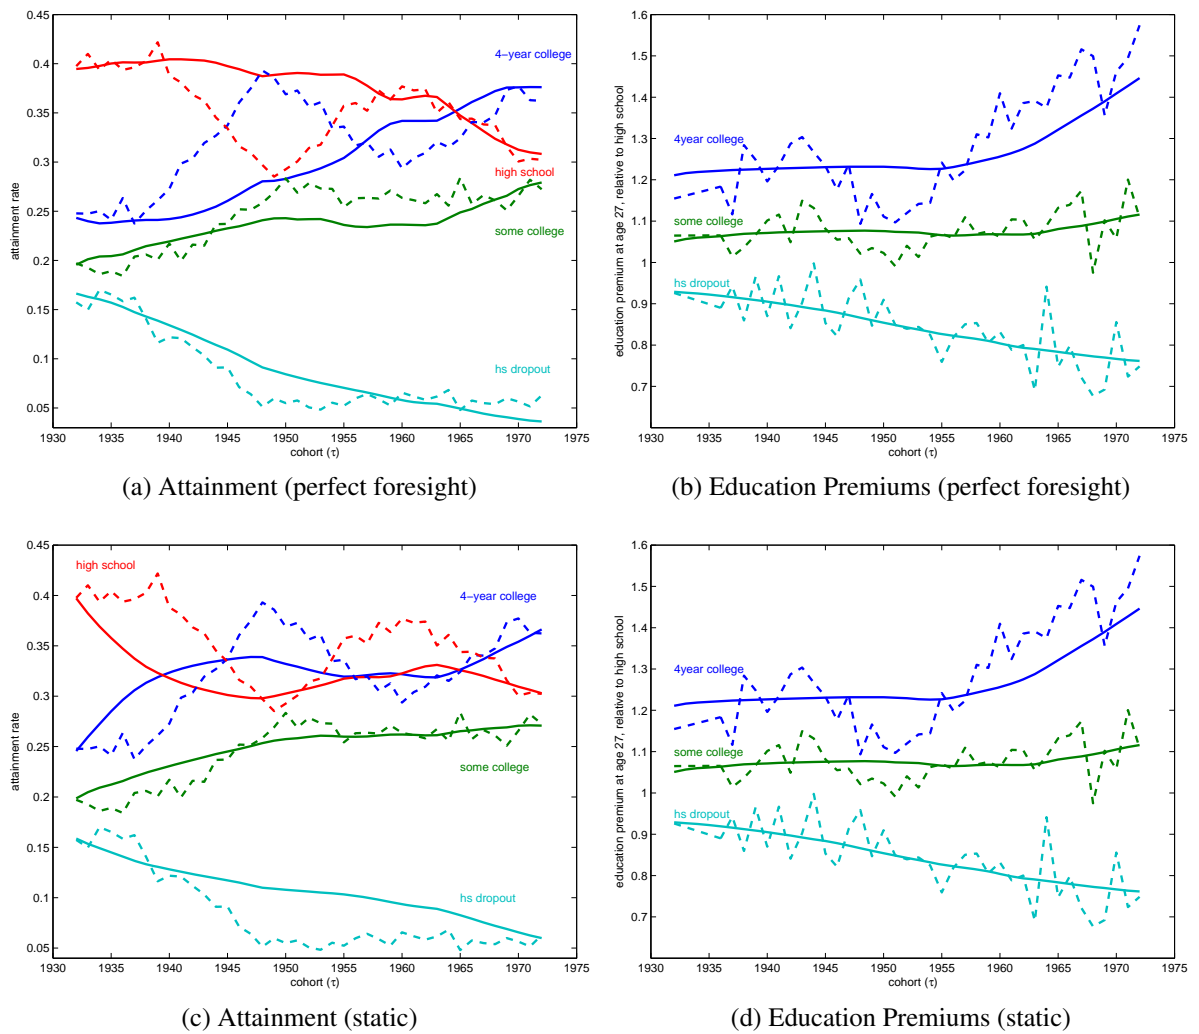 0.45
0.4
0.35
0.3
0.25
0.2
0.15
0.1
0.05
attainment rate
4−year college
high school
some college
hs dropout
1930 1935 1940 1945 1950 1955 1960 1965 1970 1975
cohort (τ)
(a) Attainment (perfect foresight)
1.6
1.5
1.4
1.3
1.2
1.1
1
0.9
0.8
0.7
education premium at age 27, relative to high school
4year college
some college
hs dropout
1930 1935 1940 1945 1950 1955 1960 1965 1970 1975
cohort (τ)
(b) Education Premiums (perfect foresight)
0.45
0.4
0.35
0.3
0.25
0.2
0.15
0.1
0.05
attainment rate
high school
4−year college
some college
hs dropout
1930 1935 1940 1945 1950 1955 1960 1965 1970 1975
cohort (τ)
(c) Attainment (static)
1.6
1.5
1.4
1.3
1.2
1.1
1
0.9
0.8
0.7
education premium at age 27, relative to high school
4year college
some college
hs dropout
1930 1935 1940 1945 1950 1955 1960 1965 1970 1975
cohort (τ)
(d) Education Premiums (static)